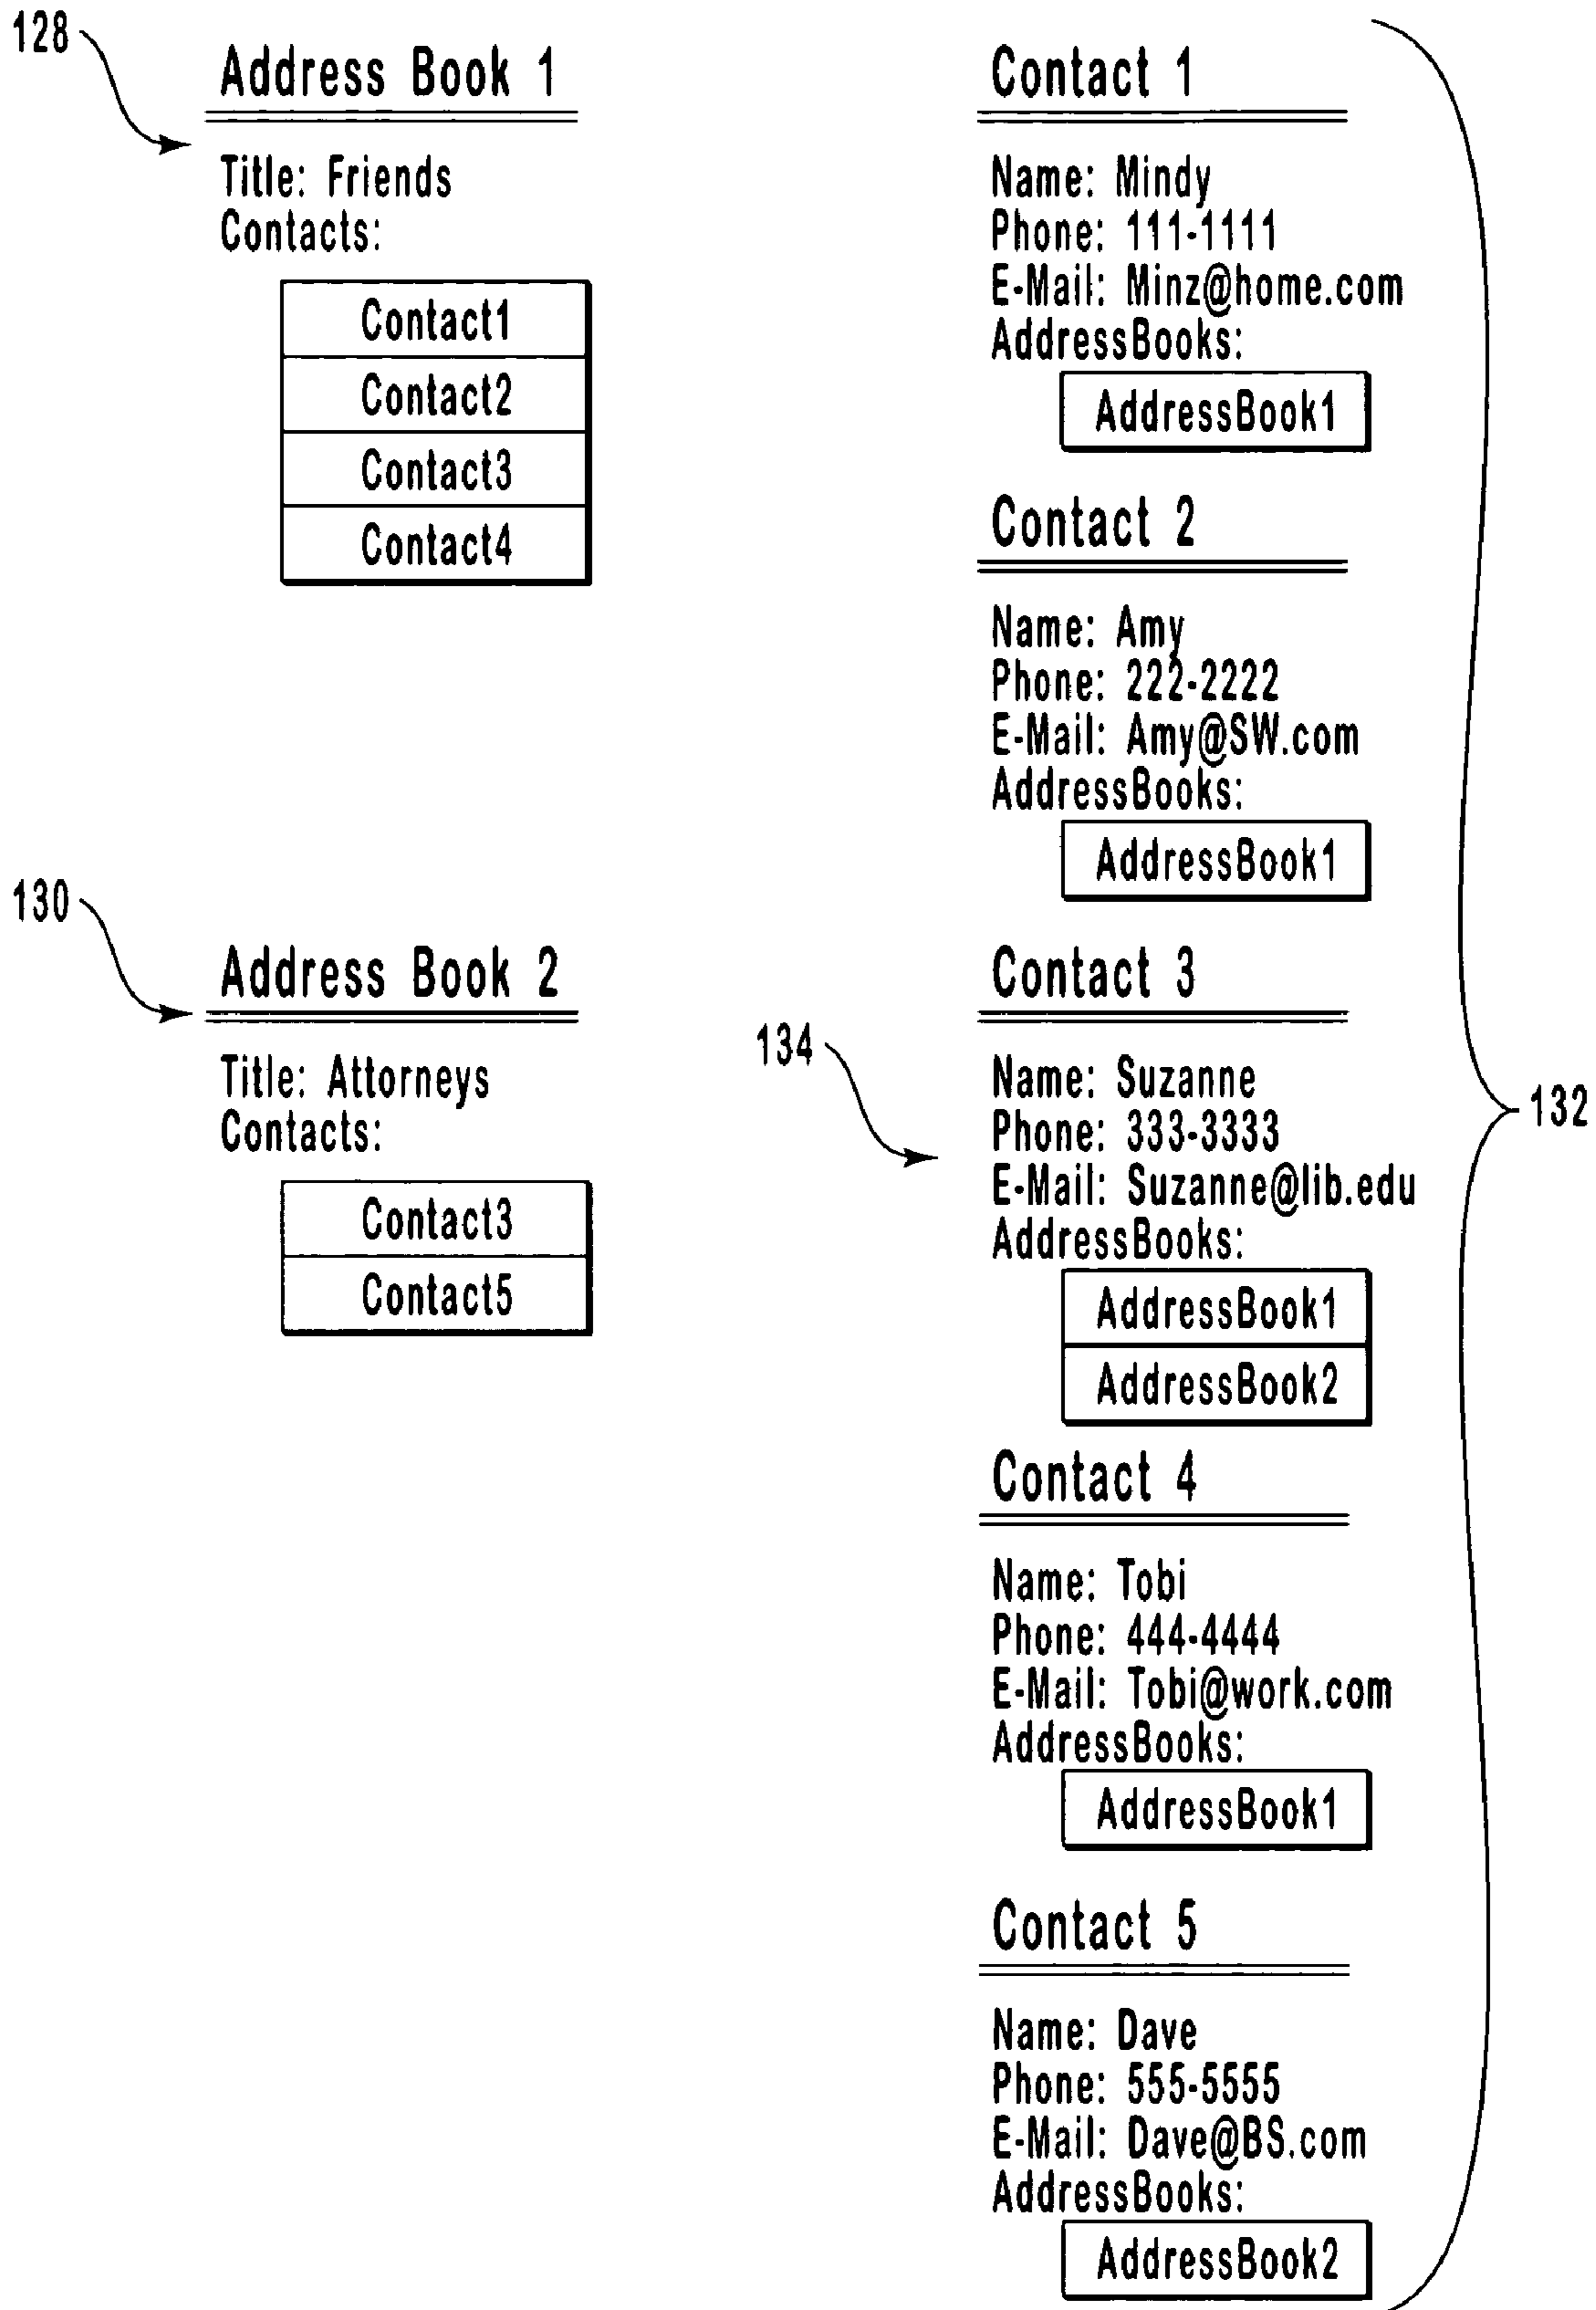 128
Address Book 1
Title: Friends
Contacts:
Contact1
Contact2
Contact3
Contact4
130
Address Book 2
Title: Attorneys
Contacts:
Contact3
Contact5
Contact 1
Name: Mindy
Phone: 111-1111
E-Mail: Minz@home.com
AddressBooks:
AddressBook1
Contact 2
Name: Amy
Phone: 222-2222
E-Mail: Amy@SW.com
AddressBooks:
AddressBook1
134
Contact 3
Name: Suzanne
Phone: 333-3333
E-Mail: Suzanne@lib.edu
AddressBooks:
AddressBook1
AddressBook2
Contact 4
Name: Tobi
Phone: 444-4444
E-Mail: Tobi@work.com
AddressBooks:
AddressBook1
Contact 5
Name: Dave
Phone: 555-5555
E-Mail: Dave@BS.com
AddressBooks:
AddressBook2
132